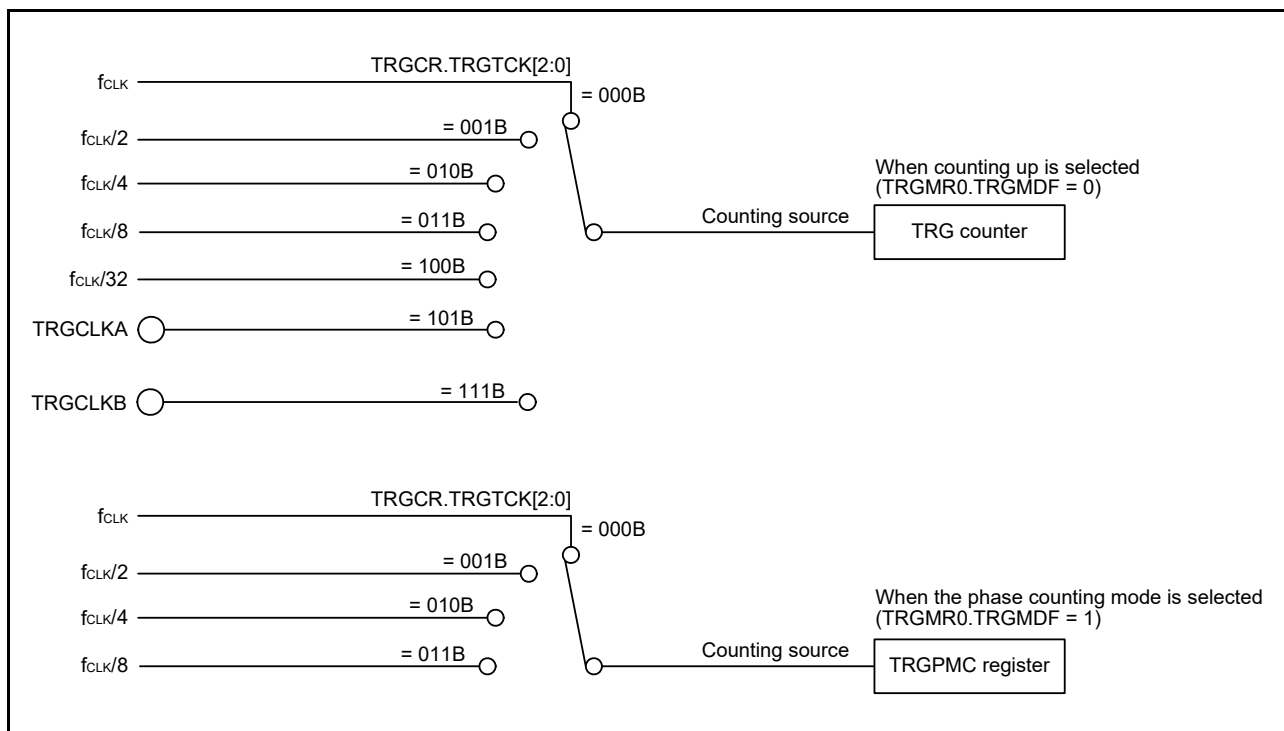 TRGCR.TRGTCK[2:0]
fCLK
= 000B
fCLK/2
= 001B
fCLK/4
= 010B
When counting up is selected
(TRGMR0.TRGMDF = 0)
fCLK/8
= 011B
Counting source
TRG counter
fCLK/32
= 100B
TRGCLKA
= 101B
TRGCLKB
= 111B
TRGCR.TRGTCK[2:0]
fCLK
= 000B
fCLK/2
= 001B
fCLK/4
= 010B
When the phase counting mode is selected
(TRGMR0.TRGMDF = 1)
fCLK/8
= 011B
Counting source
TRGPMC register